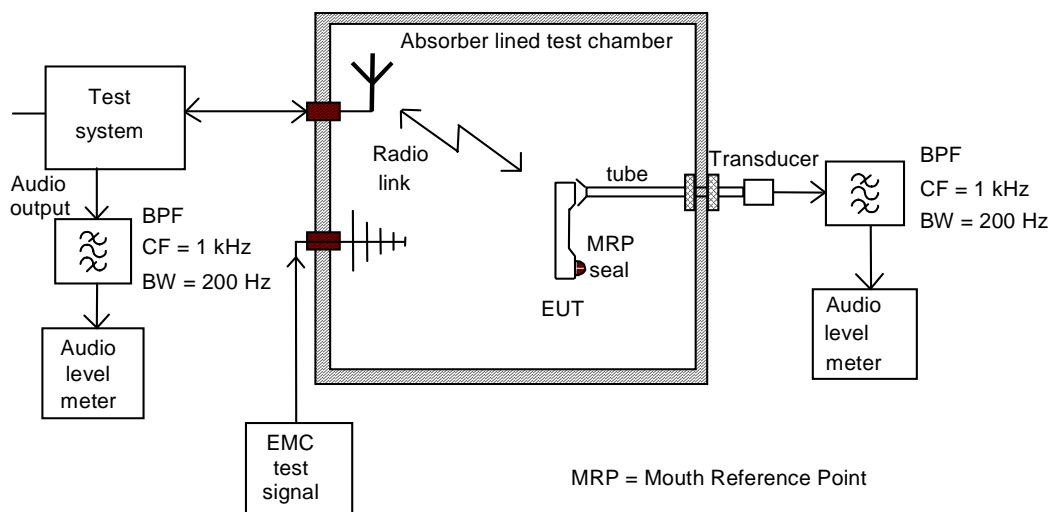 Absorber lined test chamber
Test
system
Radio
link
Audio
output
BPF
CF = 1 kHz
BW = 200 Hz
Audio
level
meter
EMC
test
signal
tube
Transducer
MRP
seal
EUT
BPF
CF = 1 kHz
BW = 200 Hz
Audio
level
meter
MRP = Mouth Reference Point